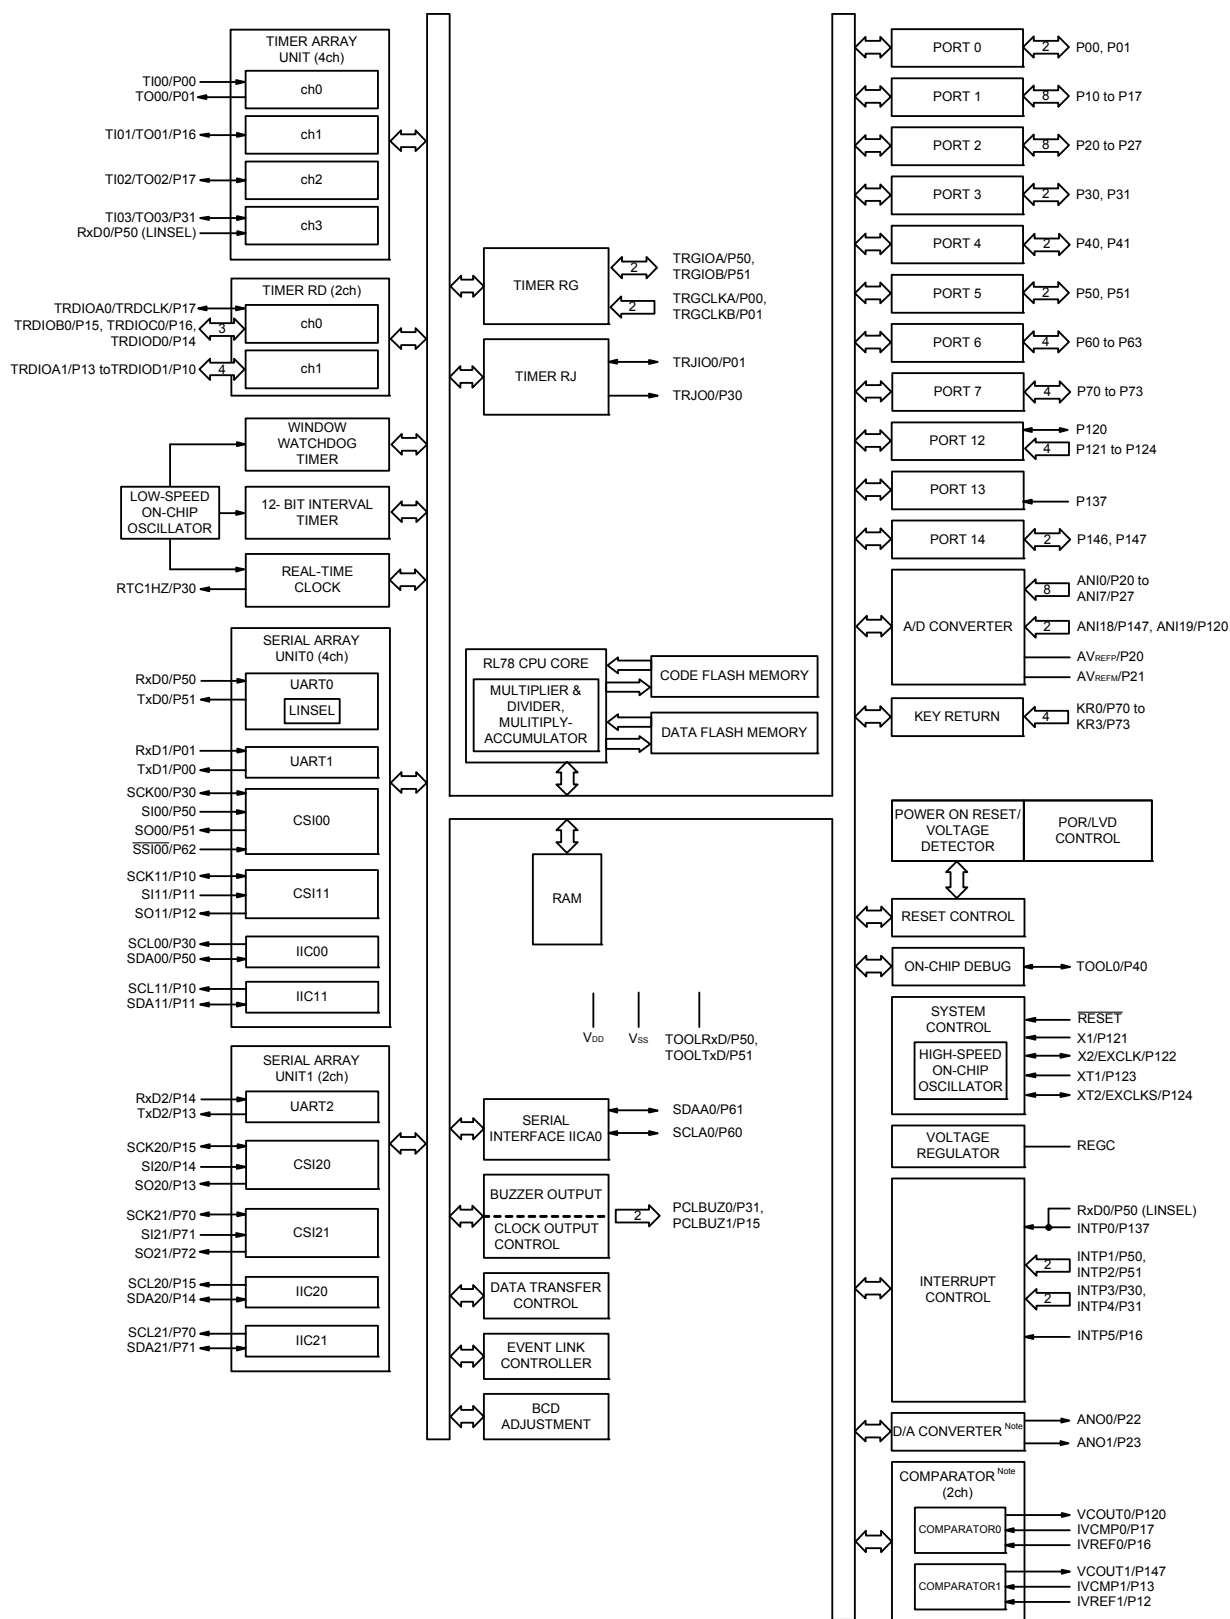 TIMER ARRAY
UNIT (4ch)
TI00/P00
TO00/P01
ch0
TI01/TO01/P16
ch1
TI02/TO02/P17
ch2
TI03/TO03/P31
RxD0/P50 (LINSEL)
ch3
TIMER RD (2ch)
TRDIOA0/TRDCLK/P17
TRDIOB0/P15, TRDIOC0/P16,
TRDIOD0/P14
3
ch0
TRDIOA1/P13 toTRDIOD1/P10
4
ch1
WINDOW
WATCHDOG
TIMER
LOW-SPEED
ON-CHIP
OSCILLATOR
12- BIT INTERVAL
TIMER
RTC1HZ/P30
REAL-TIME
CLOCK
SERIAL ARRAY
UNIT0 (4ch)
RxD0/P50
TxD0/P51
UART0
LINSEL
RxD1/P01
TxD1/P00
UART1
SCK00/P30
SI00/P50
SO00/P51
SSI00/P62
CSI00
SCK11/P10
SI11/P11
SO11/P12
CSI11
SCL00/P30
SDA00/P50
IIC00
SCL11/P10
SDA11/P11
IIC11
SERIAL ARRAY
UNIT1 (2ch)
RxD2/P14
TxD2/P13
UART2
SCK20/P15
SI20/P14
SO20/P13
CSI20
SCK21/P70
SI21/P71
SO21/P72
CSI21
SCL20/P15
SDA20/P14
IIC20
SCL21/P70
SDA21/P71
IIC21
TIMER RG
2
TRGIOA/P50,
TRGIOB/P51
2
TRGCLKA/P00,
TRGCLKB/P01
TIMER RJ
TRJIO0/P01
TRJO0/P30
RL78 CPU CORE
MULTIPLIER &
DIVIDER,
MULITIPLY-
ACCUMULATOR
CODE FLASH MEMORY
DATA FLASH MEMORY
RAM
VDD
VSS
TOOLRxD/P50,
TOOLTxD/P51
SERIAL
INTERFACE IICA0
SDAA0/P61
SCLA0/P60
BUZZER OUTPUT
CLOCK OUTPUT
CONTROL
2
PCLBUZ0/P31,
PCLBUZ1/P15
DATA TRANSFER
CONTROL
EVENT LINK
CONTROLLER
BCD
ADJUSTMENT
PORT 0
2
P00, P01
PORT 1
8
P10 to P17
PORT 2
8
P20 to P27
PORT 3
2
P30, P31
PORT 4
2
P40, P41
PORT 5
2
P50, P51
PORT 6
4
P60 to P63
PORT 7
4
P70 to P73
PORT 12
P120
4
P121 to P124
PORT 13
P137
PORT 14
2
P146, P147
A/D CONVERTER
8
ANI0/P20 to
ANI7/P27
2
ANI18/P147, ANI19/P120
AVREFP/P20
AVREFM/P21
KEY RETURN
4
KR0/P70 to
KR3/P73
POWER ON RESET/
VOLTAGE
DETECTOR
POR/LVD
CONTROL
RESET CONTROL
ON-CHIP DEBUG
TOOL0/P40
SYSTEM
CONTROL
HIGH-SPEED
ON-CHIP
OSCILLATOR
RESET
X1/P121
X2/EXCLK/P122
XT1/P123
XT2/EXCLKS/P124
VOLTAGE
REGULATOR
REGC
INTERRUPT
CONTROL
RxD0/P50 (LINSEL)
INTP0/P137
2
INTP1/P50,
INTP2/P51
2
INTP3/P30,
INTP4/P31
INTP5/P16
D/A CONVERTER Note
ANO0/P22
ANO1/P23
COMPARATOR Note
(2ch)
COMPARATOR0
VCOUT0/P120
IVCMP0/P17
IVREF0/P16
COMPARATOR1
VCOUT1/P147
IVCMP1/P13
IVREF1/P12